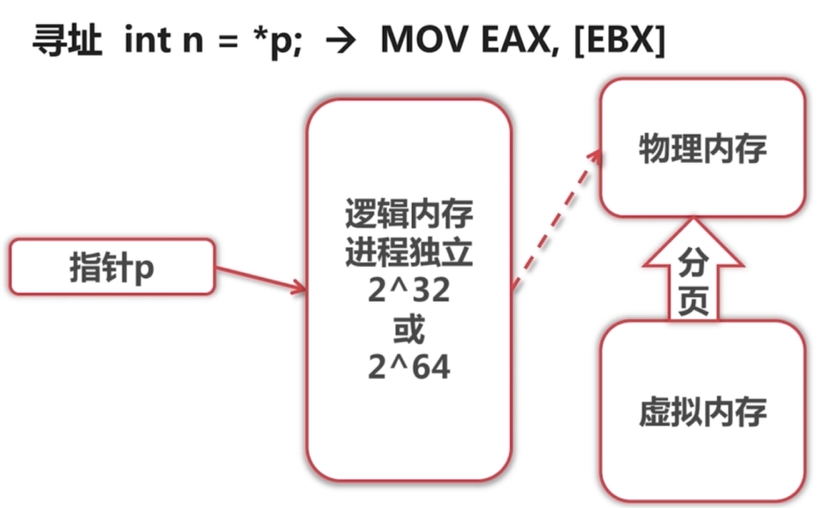 寻址 int n = *p; → MOV EAX, [EBX]
指针p
逻辑内存
进程独立
2^32
或
2^64
物理内存
分
页
虚拟内存